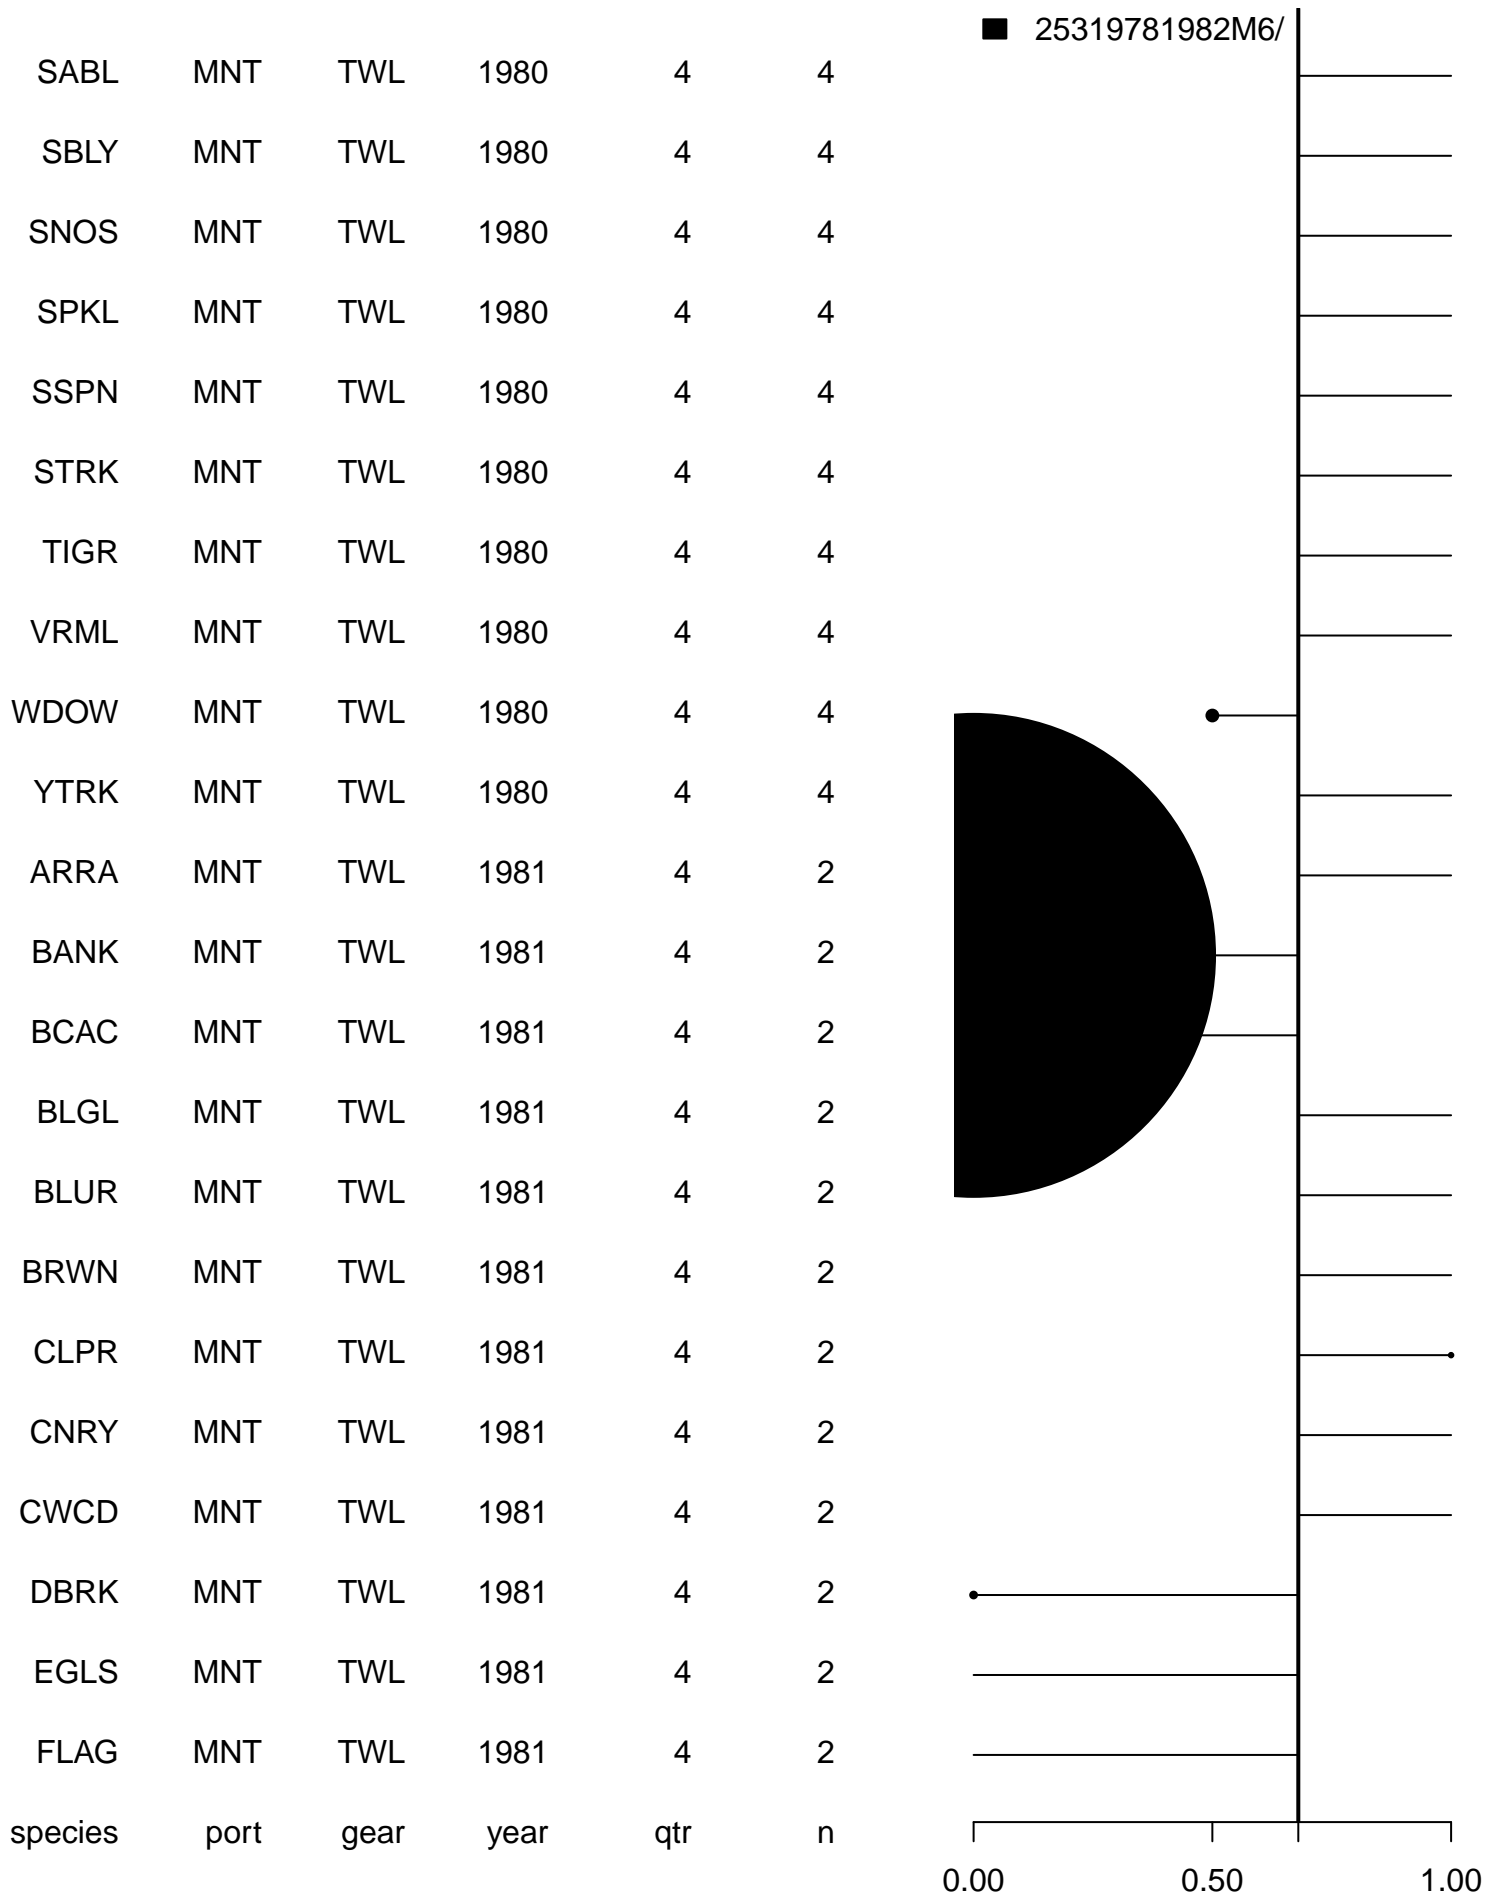 25319781982M6/
SABL MNT TWL 1980 4 4
SBLY MNT TWL 1980 4 4
SNOS MNT TWL 1980 4 4
SPKL MNT TWL 1980 4 4
SSPN MNT TWL 1980 4 4
STRK MNT TWL 1980 4 4
TIGR MNT TWL 1980 4 4
VRML MNT TWL 1980 4 4
WDOW MNT TWL 1980 4 4
YTRK MNT TWL 1980 4 4
ARRA MNT TWL 1981 4 2
BANK MNT TWL 1981 4 2
BCAC MNT TWL 1981 4 2
BLGL MNT TWL 1981 4 2
BLUR MNT TWL 1981 4 2
BRWN MNT TWL 1981 4 2
CLPR MNT TWL 1981 4 2
CNRY MNT TWL 1981 4 2
CWCD MNT TWL 1981 4 2
DBRK MNT TWL 1981 4 2
EGLS MNT TWL 1981 4 2
FLAG MNT TWL 1981 4 2
species port gear year qtr n
0.00 0.50 1.00